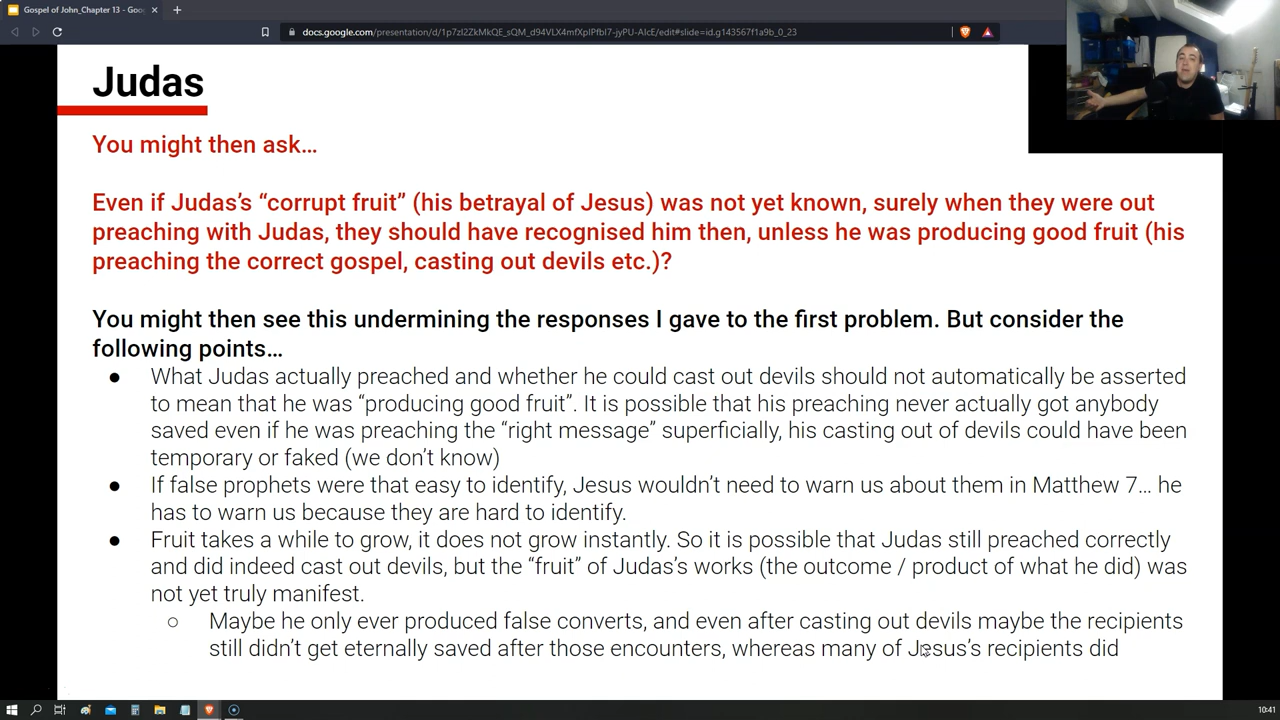 Gospel of John_Chapter 13 - Goo
docs.google.com/presentation/d/1p7zI2ZkMkQE_sQM_d94VLX4mfXpIPfbI7-jyPU-AIcE/edit#slide=id.g143567f1a9b_0_23
Judas
You might then ask…
Even if Judas’s “corrupt fruit” (his betrayal of Jesus) was not yet known, surely when they were out
preaching with Judas, they should have recognised him then, unless he was producing good fruit (his
preaching the correct gospel, casting out devils etc.)?
You might then see this undermining the responses I gave to the first problem. But consider the
following points…
● What Judas actually preached and whether he could cast out devils should not automatically be asserted
to mean that he was “producing good fruit”. It is possible that his preaching never actually got anybody
saved even if he was preaching the “right message” superficially, his casting out of devils could have been
temporary or faked (we don’t know)
● If false prophets were that easy to identify, Jesus wouldn’t need to warn us about them in Matthew 7… he
has to warn us because they are hard to identify.
● Fruit takes a while to grow, it does not grow instantly. So it is possible that Judas still preached correctly
and did indeed cast out devils, but the “fruit” of Judas’s works (the outcome / product of what he did) was
not yet truly manifest.
○ Maybe he only ever produced false converts, and even after casting out devils maybe the recipients
still didn’t get eternally saved after those encounters, whereas many of Jesus’s recipients did
10:41